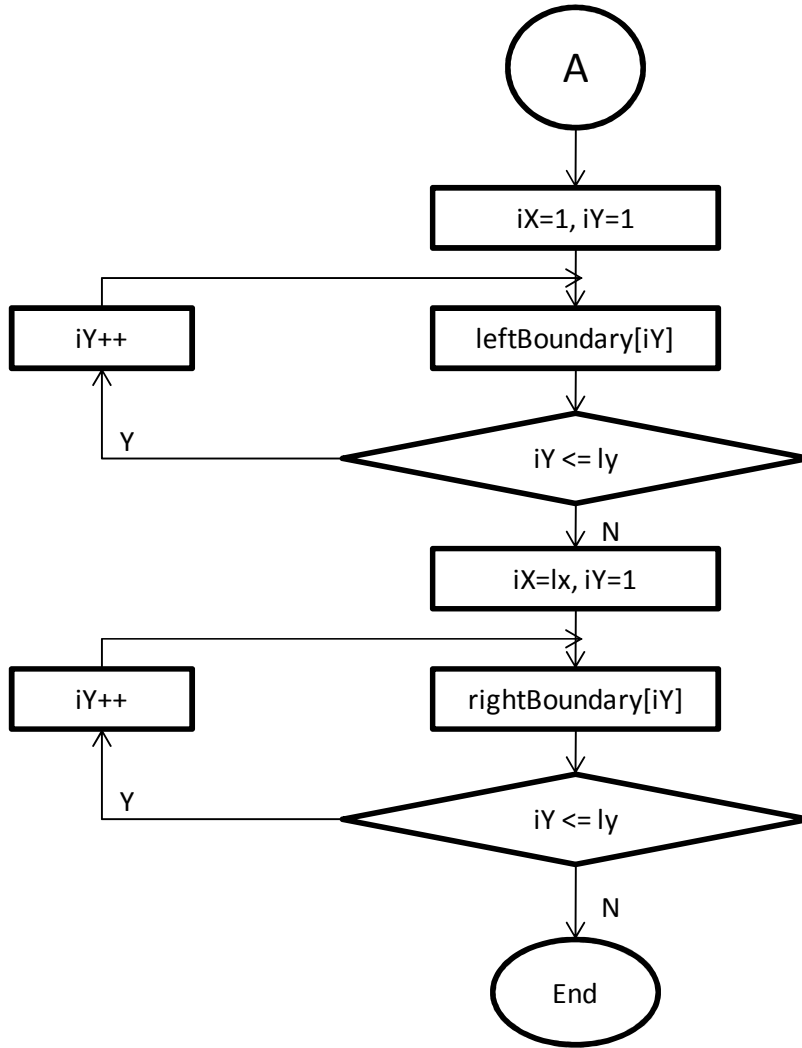 A
iX=1, iY=1
iY++
leftBoundary[iY]
Y
iY <= ly
N
iX=lx, iY=1
iY++
rightBoundary[iY]
Y
iY <= ly
N
End